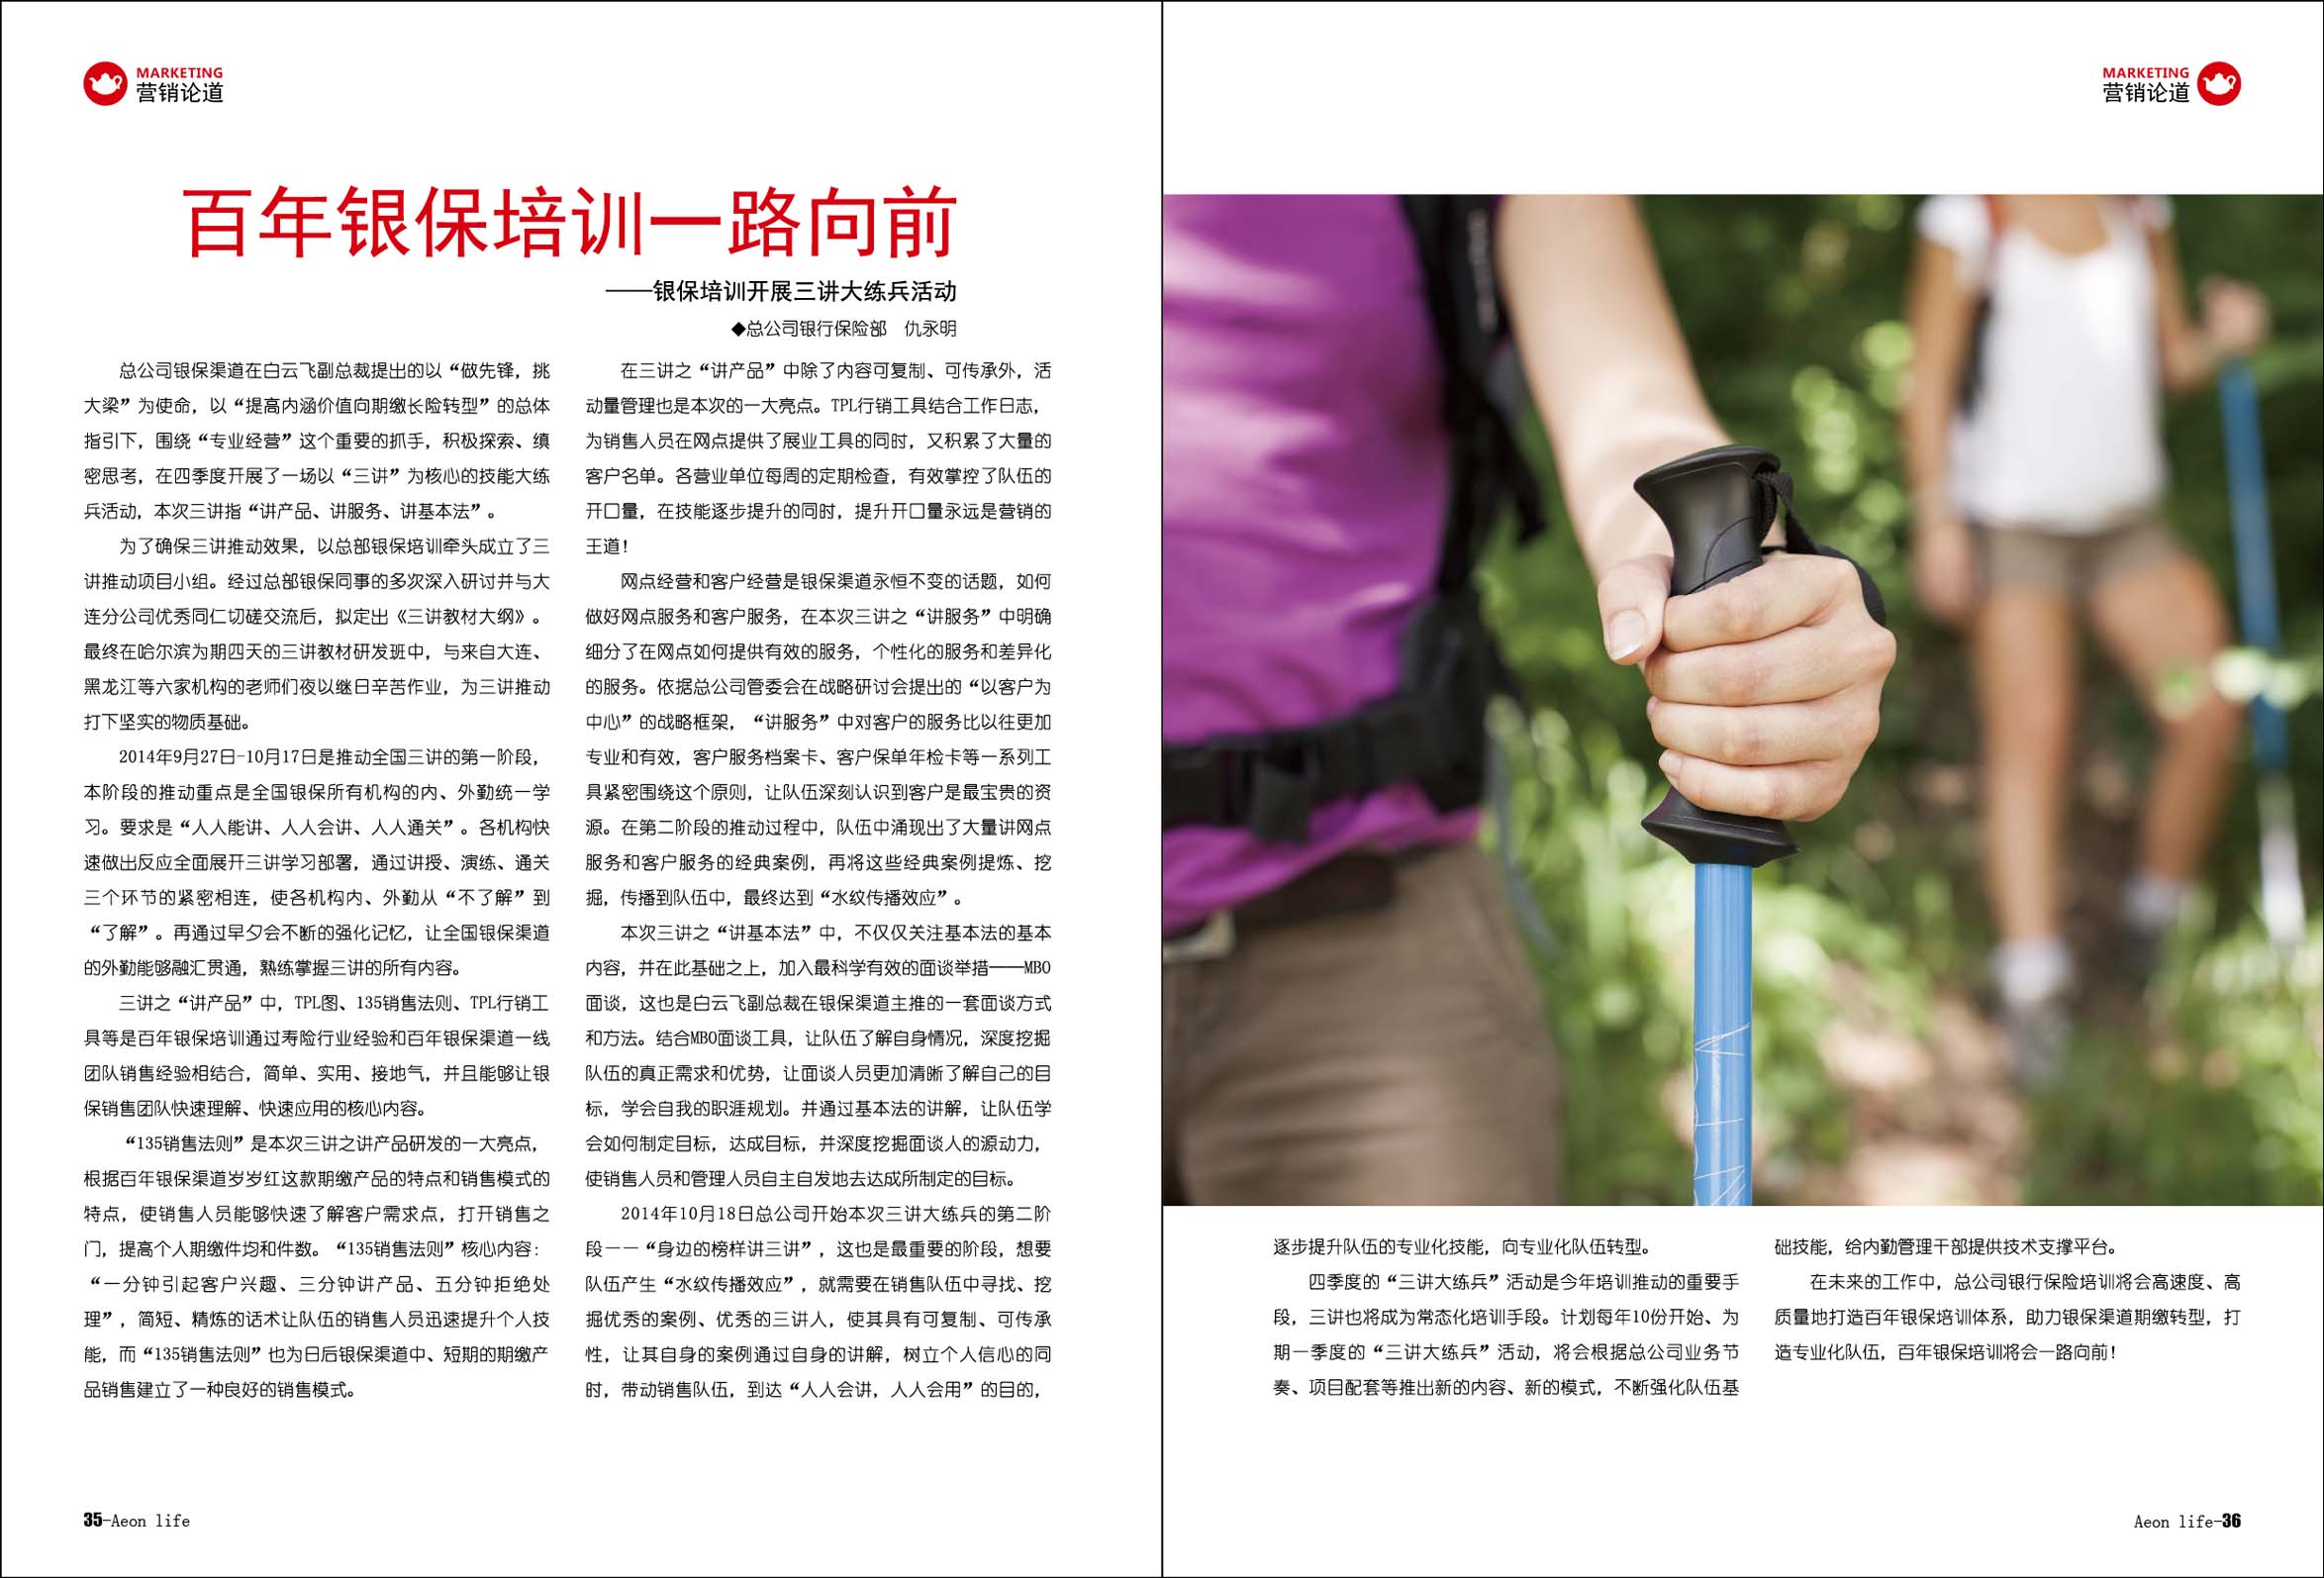 MARKETING
营销论道
百年银保培训一路向前
——银保培训开展三讲大练兵活动
◆总公司银行保险部　仇永明
总公司银保渠道在白云飞副总裁提出的以“做先锋，挑
大梁”为使命，以“提高内涵价值向期缴长险转型”的总体
指引下，围绕“专业经营”这个重要的抓手，积极探索、缜
密思考，在四季度开展了一场以“三讲”为核心的技能大练
兵活动，本次三讲指“讲产品、讲服务、讲基本法”。
为了确保三讲推动效果，以总部银保培训牵头成立了三
讲推动项目小组。经过总部银保同事的多次深入研讨并与大
连分公司优秀同仁切磋交流后，拟定出《三讲教材大纲》。
最终在哈尔滨为期四天的三讲教材研发班中，与来自大连、
黑龙江等六家机构的老师们夜以继日辛苦作业，为三讲推动
打下坚实的物质基础。
2014年9月27日-10月17日是推动全国三讲的第一阶段，
本阶段的推动重点是全国银保所有机构的内、外勤统一学
习。要求是“人人能讲、人人会讲、人人通关”。各机构快
速做出反应全面展开三讲学习部署，通过讲授、演练、通关
三个环节的紧密相连，使各机构内、外勤从“不了解”到
“了解”。再通过早夕会不断的强化记忆，让全国银保渠道
的外勤能够融汇贯通，熟练掌握三讲的所有内容。
三讲之“讲产品”中，TPL图、135销售法则、TPL行销工
具等是百年银保培训通过寿险行业经验和百年银保渠道一线
团队销售经验相结合，简单、实用、接地气，并且能够让银
保销售团队快速理解、快速应用的核心内容。
“135销售法则”是本次三讲之讲产品研发的一大亮点，
根据百年银保渠道岁岁红这款期缴产品的特点和销售模式的
特点，使销售人员能够快速了解客户需求点，打开销售之
门，提高个人期缴件均和件数。“135销售法则”核心内容：
“一分钟引起客户兴趣、三分钟讲产品、五分钟拒绝处
理”，简短、精炼的话术让队伍的销售人员迅速提升个人技
能，而“135销售法则”也为日后银保渠道中、短期的期缴产
品销售建立了一种良好的销售模式。
在三讲之“讲产品”中除了内容可复制、可传承外，活
动量管理也是本次的一大亮点。TPL行销工具结合工作日志，
为销售人员在网点提供了展业工具的同时，又积累了大量的
客户名单。各营业单位每周的定期检查，有效掌控了队伍的
开口量，在技能逐步提升的同时，提升开口量永远是营销的
王道！
网点经营和客户经营是银保渠道永恒不变的话题，如何
做好网点服务和客户服务，在本次三讲之“讲服务”中明确
细分了在网点如何提供有效的服务，个性化的服务和差异化
的服务。依据总公司管委会在战略研讨会提出的“以客户为
中心”的战略框架，“讲服务”中对客户的服务比以往更加
专业和有效，客户服务档案卡、客户保单年检卡等一系列工
具紧密围绕这个原则，让队伍深刻认识到客户是最宝贵的资
源。在第二阶段的推动过程中，队伍中涌现出了大量讲网点
服务和客户服务的经典案例，再将这些经典案例提炼、挖
掘，传播到队伍中，最终达到“水纹传播效应”。
本次三讲之“讲基本法”中，不仅仅关注基本法的基本
内容，并在此基础之上，加入最科学有效的面谈举措——MBO
面谈，这也是白云飞副总裁在银保渠道主推的一套面谈方式
和方法。结合MBO面谈工具，让队伍了解自身情况，深度挖掘
队伍的真正需求和优势，让面谈人员更加清晰了解自己的目
标，学会自我的职涯规划。并通过基本法的讲解，让队伍学
会如何制定目标，达成目标，并深度挖掘面谈人的源动力，
使销售人员和管理人员自主自发地去达成所制定的目标。
2014年10月18日总公司开始本次三讲大练兵的第二阶
段——“身边的榜样讲三讲”，这也是最重要的阶段，想要
队伍产生“水纹传播效应”，就需要在销售队伍中寻找、挖
掘优秀的案例、优秀的三讲人，使其具有可复制、可传承
性，让其自身的案例通过自身的讲解，树立个人信心的同
时，带动销售队伍，到达“人人会讲，人人会用”的目的，
35-Aeon life
MARKETING
营销论道
逐步提升队伍的专业化技能，向专业化队伍转型。
四季度的“三讲大练兵”活动是今年培训推动的重要手
段，三讲也将成为常态化培训手段。计划每年10份开始、为
期一季度的“三讲大练兵”活动，将会根据总公司业务节
奏、项目配套等推出新的内容、新的模式，不断强化队伍基
础技能，给内勤管理干部提供技术支撑平台。
在未来的工作中，总公司银行保险培训将会高速度、高
质量地打造百年银保培训体系，助力银保渠道期缴转型，打
造专业化队伍，百年银保培训将会一路向前！
Aeon life-36